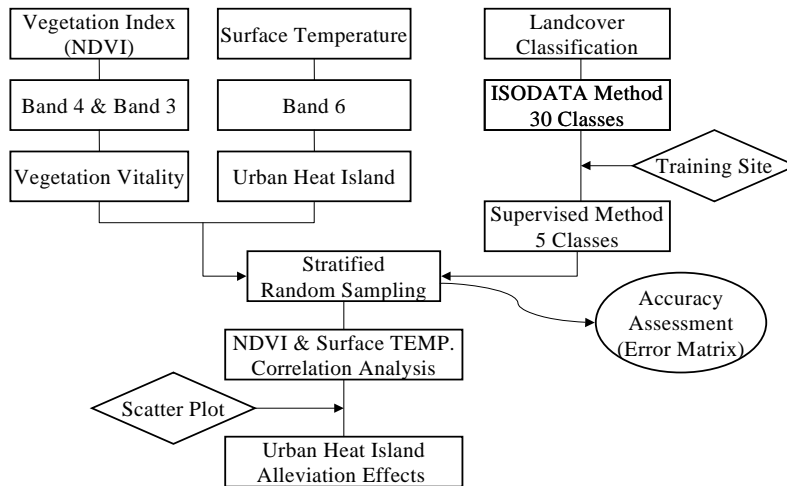 Vegetation Index
(NDVI)
Surface Temperature
Landcover
Classification
Band 4 & Band 3
Band 6
ISODATA Method
30 Classes
Training Site
Vegetation Vitality
Urban Heat Island
Supervised Method
5 Classes
Stratified
Random Sampling
Accuracy
Assessment
(Error Matrix)
NDVI & Surface TEMP.
Correlation Analysis
Scatter Plot
Urban Heat Island
Alleviation Effects